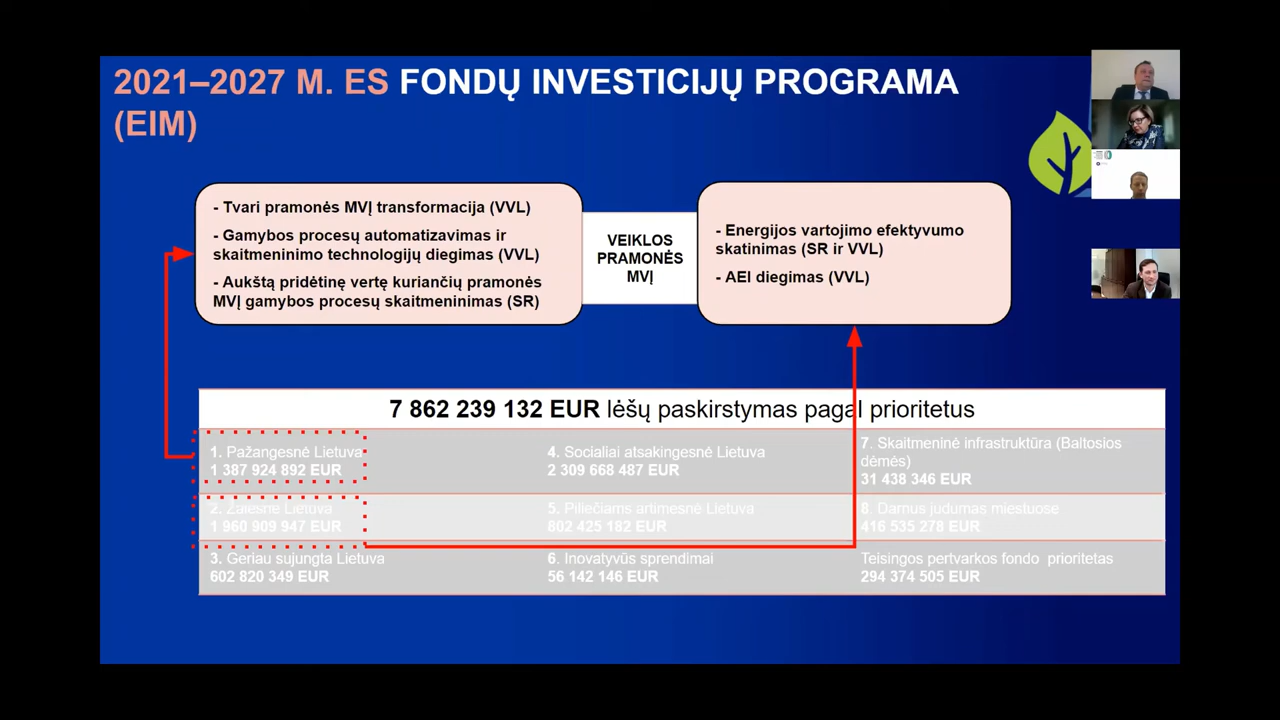 2021–2027 M. ES FONDŲ INVESTICIJŲ PROGRAMA
(EIM)
- Tvari pramonės MVĮ transformacija (VVL)
- Gamybos procesų automatizavimas ir
skaitmeninimo technologijų diegimas (VVL)
- Aukštą pridėtinę vertę kuriančių pramonės
MVĮ gamybos procesų skaitmeninimas (SR)
VEIKLOS
PRAMONĖS
MVĮ
- Energijos vartojimo efektyvumo
skatinimas (SR ir VVL)
- AEI diegimas (VVL)
7 862 239 132 EUR lėšų paskirstymas pagal prioritetus
1. Pažangesnė Lietuva
1 387 924 892 EUR
4. Socialiai atsakingesnė Lietuva
2 309 668 487 EUR
7. Skaitmeninė infrastruktūra (Baltosios
dėmės)
31 438 346 EUR
2. Žalesnė Lietuva
1 960 909 947 EUR
5. Piliečiams artimesnė Lietuva
802 425 182 EUR
8. Darnus judumas miestuose
416 535 278 EUR
3. Geriau sujungta Lietuva
602 820 349 EUR
6. Inovatyvūs sprendimai
56 142 146 EUR
Teisingos pertvarkos fondo prioritetas
294 374 505 EUR